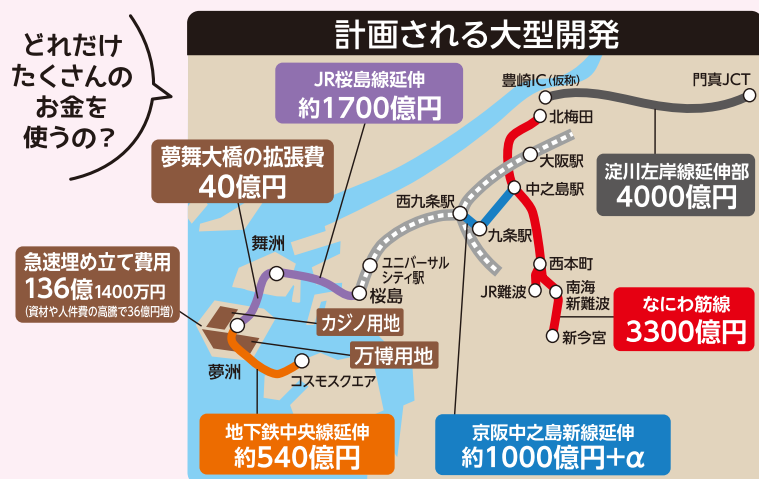 どれだけ
たくさんの
お金を
使うの？
計画される大型開発
JR桜島線延伸
約1700億円
豊崎IC(仮称)
門真JCT
北梅田
夢舞大橋の拡張費
40億円
大阪駅
淀川左岸線延伸部
4000億円
中之島駅
西九条駅
九条駅
舞洲
ユニバーサル
シティ駅
急速埋め立て費用
136億1400万円
(資材や人件費の高騰で36億円増)
桜島
西本町
JR難波
南海
新難波
なにわ筋線
3300億円
カジノ用地
新今宮
万博用地
夢洲
コスモスクエア
地下鉄中央線延伸
約540億円
京阪中之島新線延伸
約1000億円+α